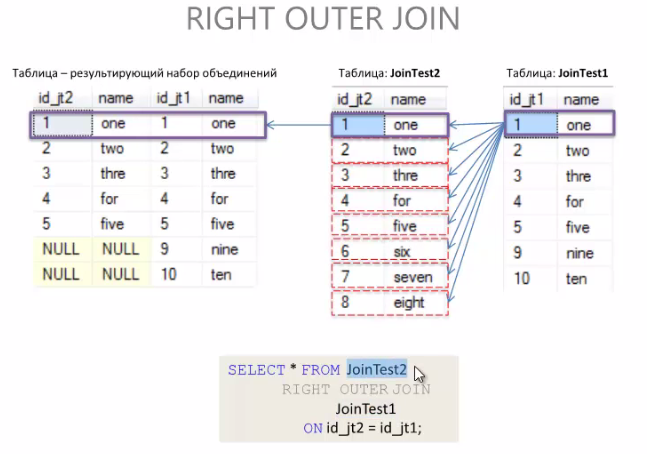 RIGHT OUTER JOIN
Таблица – результирующий набор объединений
Таблица: JoinTest2
Таблица: JoinTest1
id_jt2 name id_jt1 name
1 one 1 one
2 two 2 two
3 thre 3 thre
4 for 4 for
5 five 5 five
NULL NULL 9 nine
NULL NULL 10 ten
id_jt2 name
1 one
2 two
3 thre
4 for
5 five
6 six
7 seven
8 eight
id_jt1 name
1 one
2 two
3 thre
4 for
5 five
9 nine
10 ten
SELECT * FROM JoinTest2
RIGHT OUTER JOIN
JoinTest1
ON id_jt2 = id_jt1;